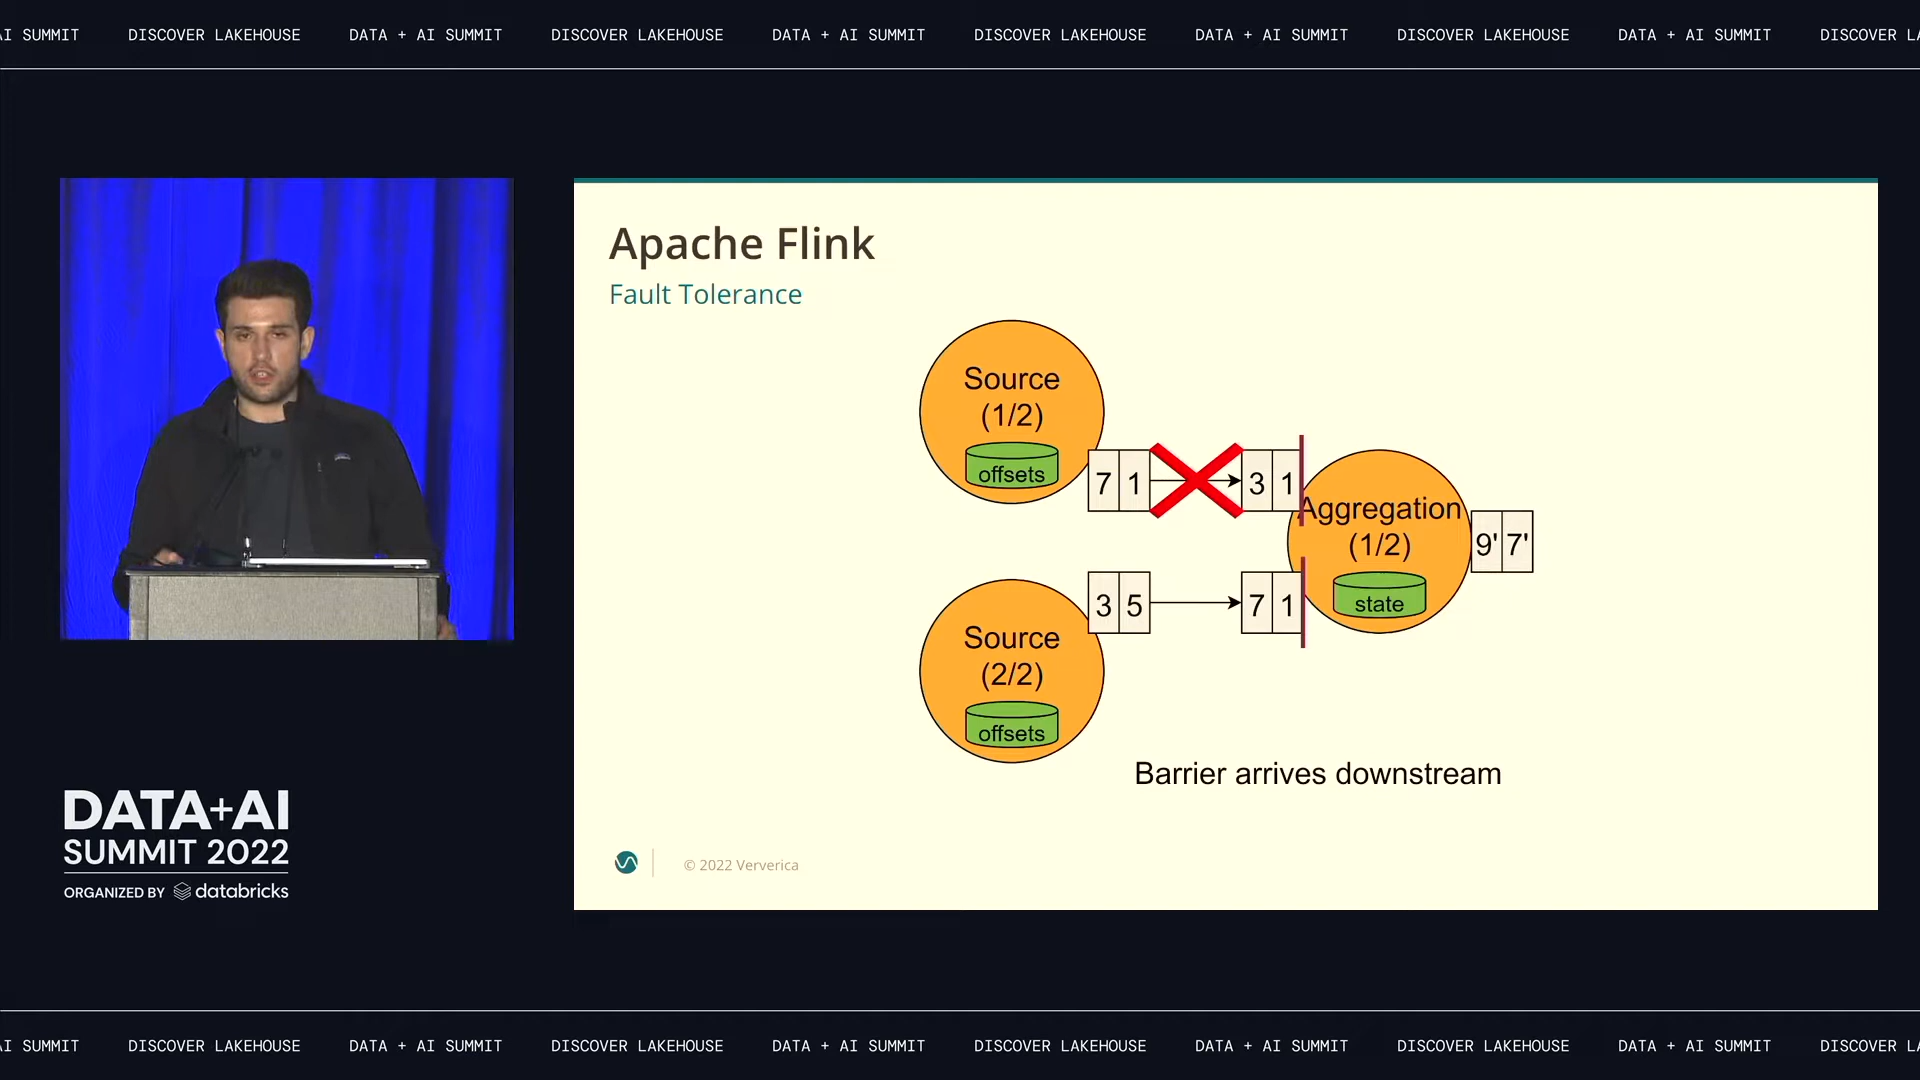 AI SUMMIT DISCOVER LAKEHOUSE DATA + AI SUMMIT DISCOVER LAKEHOUSE DATA + AI SUMMIT DISCOVER LAKEHOUSE DATA + AI SUMMIT DISCOVER LAKEHOUSE DATA + AI SUMMIT DISCOVER LA
Apache Flink
Fault Tolerance
Source
(1/2)
offsets
7 1
3 1
Aggregation
(1/2)
state
9' 7'
3 5
7 1
Source
(2/2)
offsets
Barrier arrives downstream
© 2022 Ververica
DATA+AI
SUMMIT 2022
ORGANIZED BY databricks
AI SUMMIT DISCOVER LAKEHOUSE DATA + AI SUMMIT DISCOVER LAKEHOUSE DATA + AI SUMMIT DISCOVER LAKEHOUSE DATA + AI SUMMIT DISCOVER LAKEHOUSE DATA + AI SUMMIT DISCOVER LA